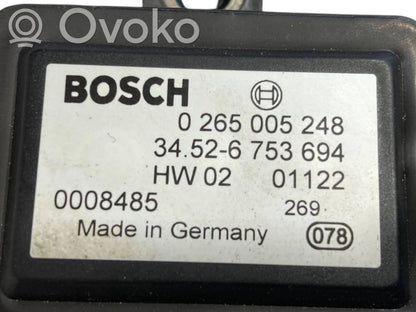 Ovoko
BOSCH
0 265 005 248
34.52-6 753 694
HW 02 01122
0008485 269
Made in Germany 078